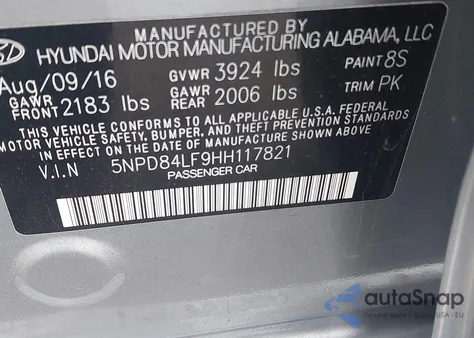 HYUNDAI MOTOR MANUFACTURING ALABAMA, LLC
Aug/09/16 GVWR 3924 lbs PAINT 8S
GAWR FRONT 2183 lbs GAWR REAR 2006 lbs TRIM PK
THIS VEHICLE CONFORMS TO ALL APPLICABLE U.S.A. FEDERAL
MOTOR VEHICLE SAFETY, BUMPER, AND THEFT PREVENTION STANDARDS
IN EFFECT ON THE DATE OF MANUFACTURE SHOWN ABOVE.
V.I.N 5NPD84LF9HH117821
PASSENGER CAR
autoSnap